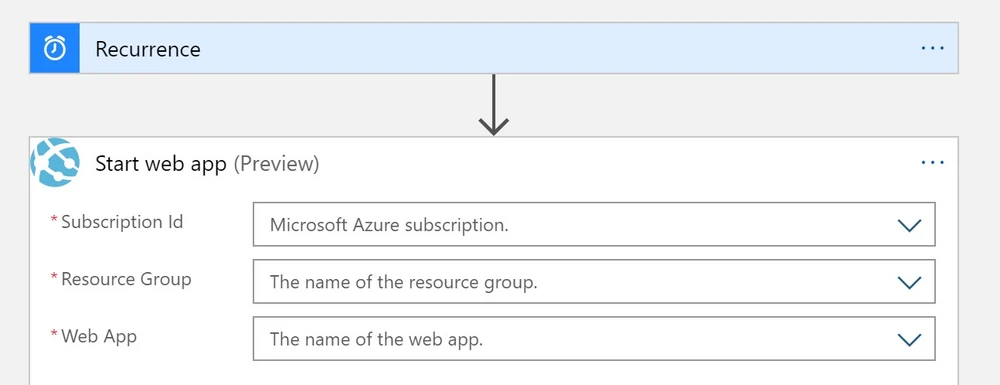 Recurrence
...
Start web app (Preview)
...
* Subscription Id
Microsoft Azure subscription.
* Resource Group
The name of the resource group.
* Web App
The name of the web app.